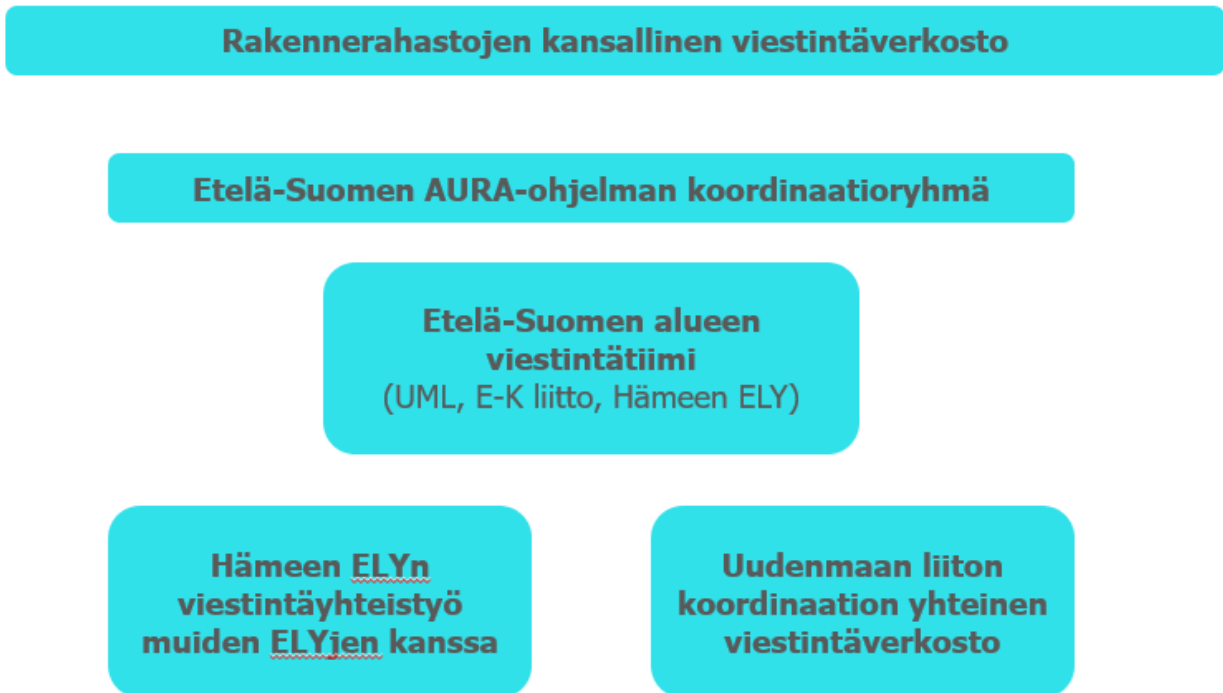 Rakennerahastojen kansallinen viestintäverkosto
Etelä-Suomen AURA-ohjelman koordinaatioryhmä
Etelä-Suomen alueen
viestintätiimi
(UML, E-K liitto, Hämeen ELY)
Hämeen ELYn
viestintäyhteistyö
muiden ELYjen kanssa
Uudenmaan liiton
koordinaation yhteinen
viestintäverkosto